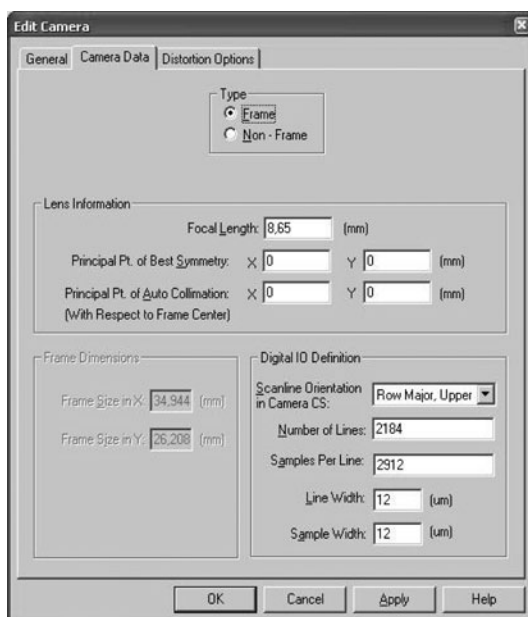 Edit Camera
General Camera Data Distortion Options
Type
Frame
Non - Frame
Lens Information
Focal Length: 8,65 (mm)
Principal Pt. of Best Symmetry: X 0 Y 0 (mm)
Principal Pt. of Auto Collimation: X 0 Y 0 (mm)
(With Respect to Frame Center)
Frame Dimensions
Frame Size in X: 34,944 (mm)
Frame Size in Y: 26,208 (mm)
Digital IO Definition
Scanline Orientation
in Camera CS: Row Major, Upper
Number of Lines: 2184
Samples Per Line: 2912
Line Width: 12 (um)
Sample Width: 12 (um)
OK Cancel Apply Help